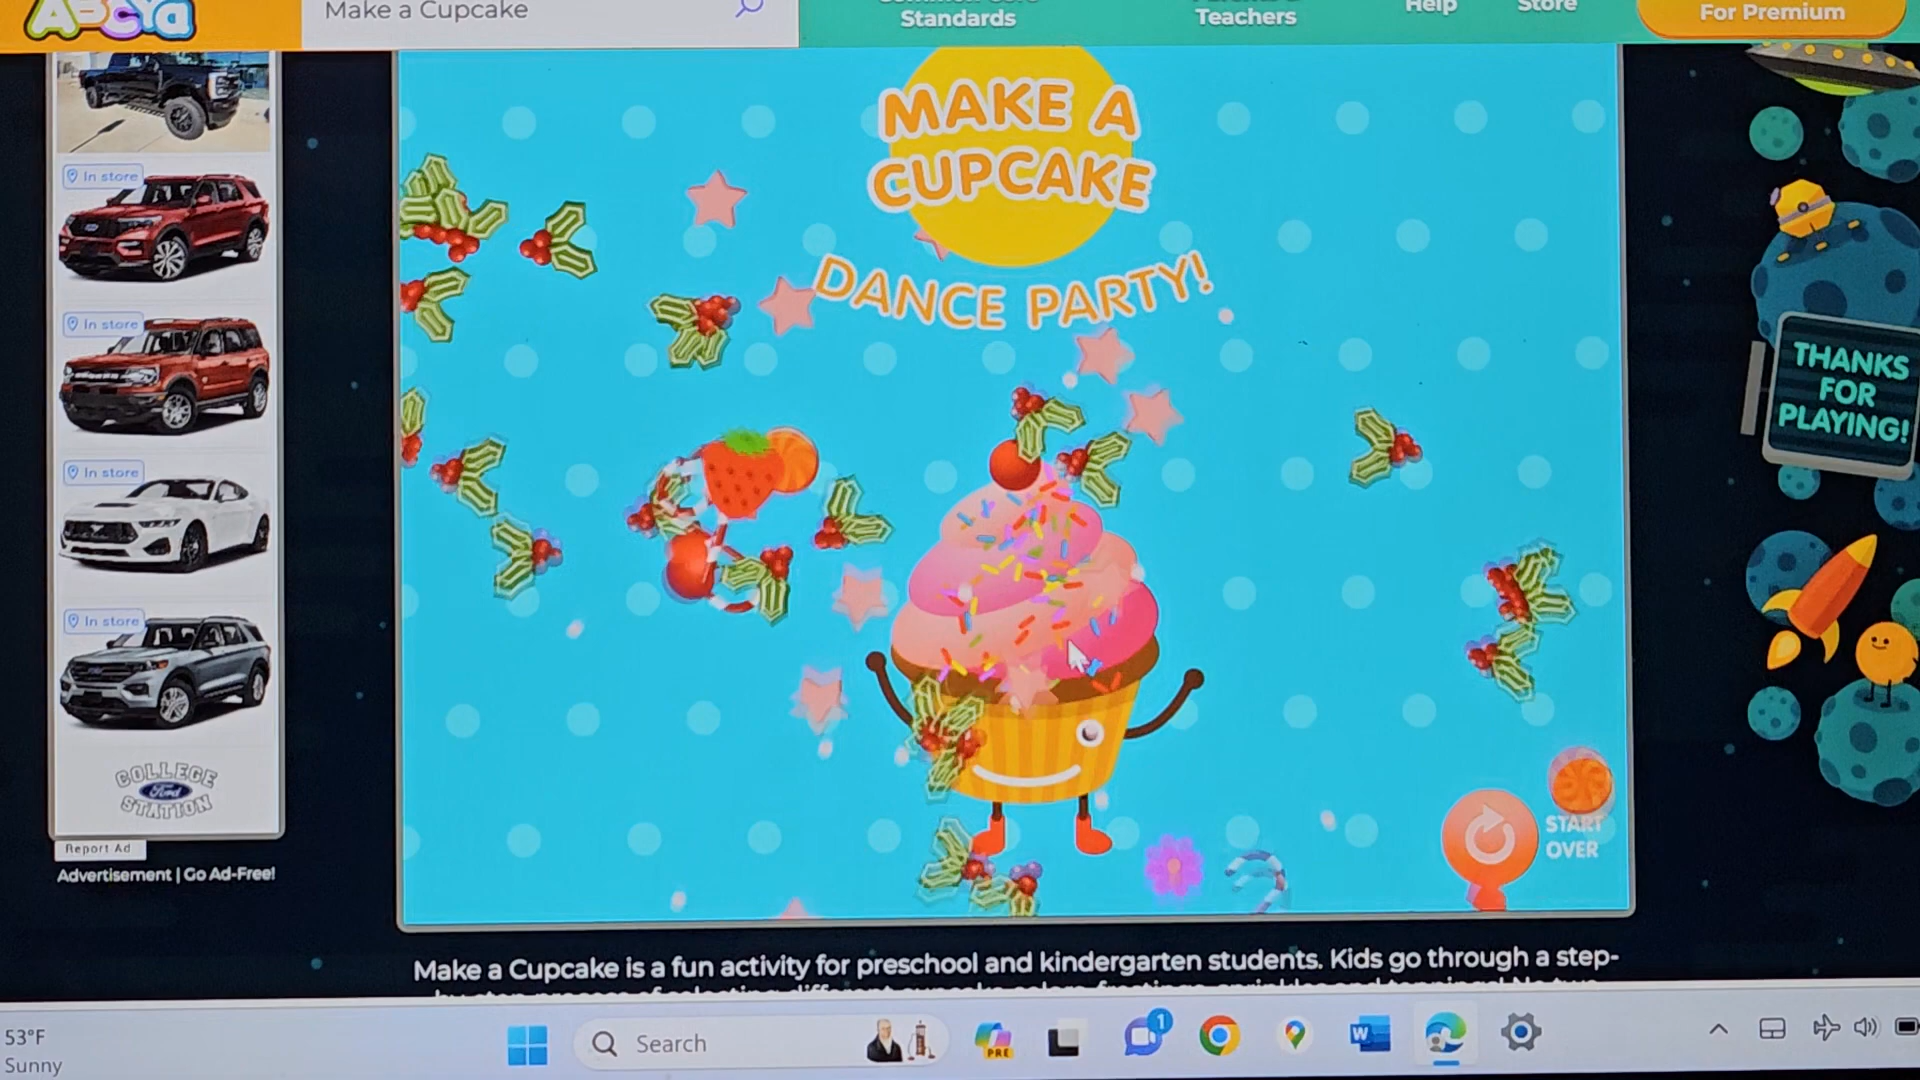 ABCYa
Make a Cupcake
Standards
Teachers
Help
Store
For Premium
MAKE A
CUPCAKE
DANCE PARTY!
In store
In store
In store
In store
COLLEGE
Ford
STATION
Report Ad
Advertisement | Go Ad-Free!
THANKS
FOR
PLAYING!
START
OVER
Make a Cupcake is a fun activity for preschool and kindergarten students. Kids go through a step-
53°F
Sunny
Search
PRE
1
W